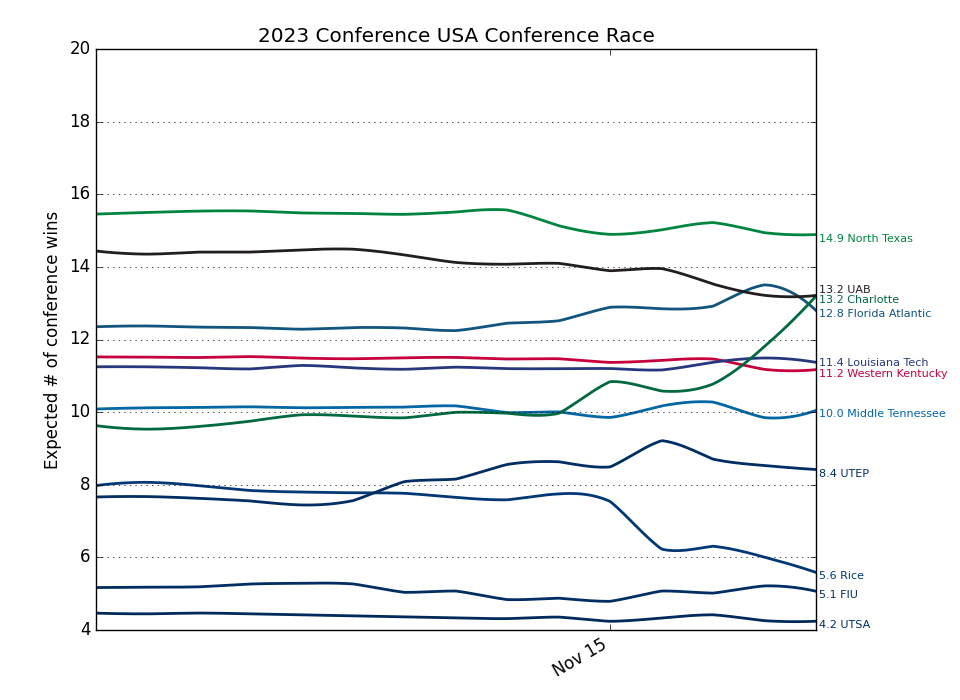 2023 Conference USA Conference Race
Expected # of conference wins
20
18
16
14
12
10
8
6
4
Nov 15
14.9 North Texas
13.2 UAB
13.2 Charlotte
12.8 Florida Atlantic
11.4 Louisiana Tech
11.2 Western Kentucky
10.0 Middle Tennessee
8.4 UTEP
5.6 Rice
5.1 FIU
4.2 UTSA